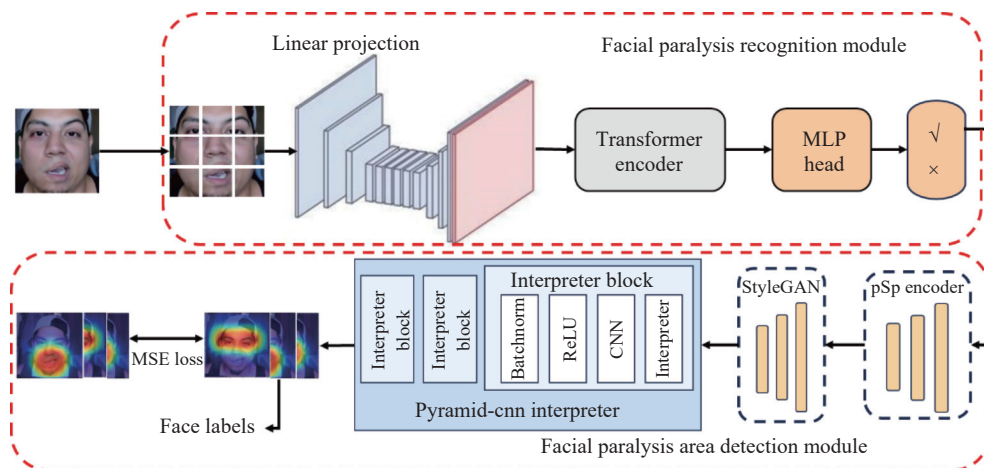 Linear projection
Facial paralysis recognition module
Transformer
encoder
MLP
head
√
×
StyleGAN
pSp encoder
Interpreter block
Interpreter
block
Interpreter
block
Batchnorm
ReLU
CNN
Interpreter
MSE loss
Face labels
Pyramid-cnn interpreter
Facial paralysis area detection module